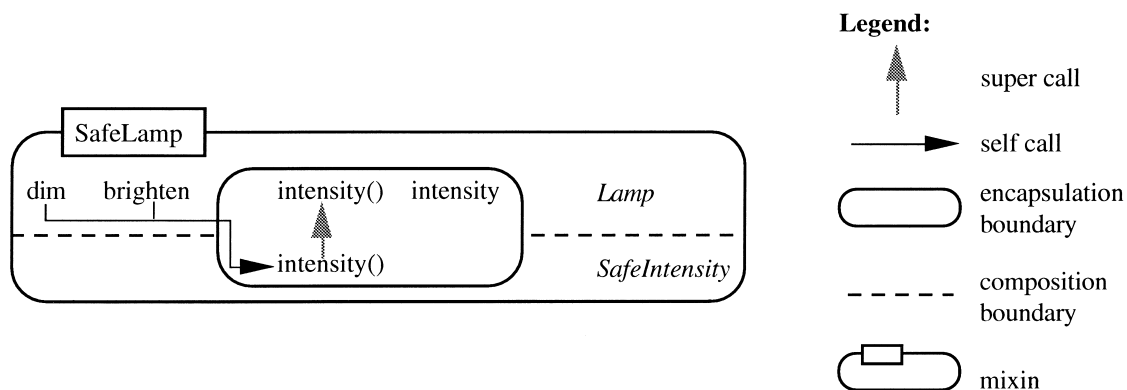 SafeLamp
dim brighten intensity() intensity Lamp
intensity() SafeIntensity
Legend:
super call
self call
encapsulation
boundary
composition
boundary
mixin